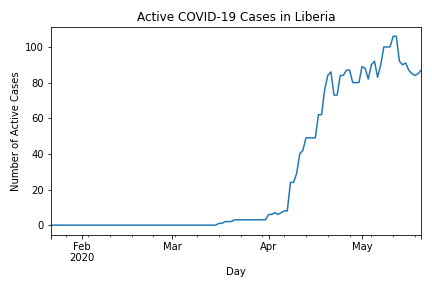 Active COVID-19 Cases in Liberia
Number of Active Cases
100
80
60
40
20
0
Feb
2020
Mar
Apr
May
Day